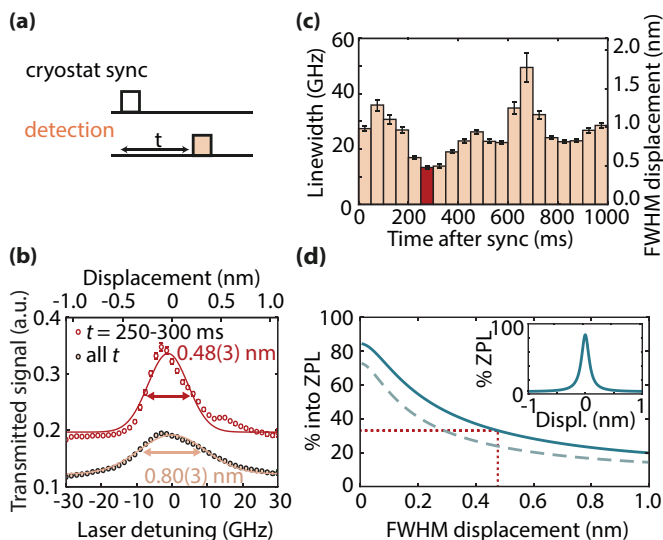 (a)
cryostat sync
detection
t
(b)
Displacement (nm)
-1.0 0 1.0
0.4
0.3
0.2
0.1
Transmitted signal (a.u.)
t = 250-300 ms
all t
0.48(3) nm
0.80(3) nm
-30 -20 -10 0 10 20 30
Laser detuning (GHz)
(c)
60
40
20
0
Linewidth (GHz)
2.0
1.5
1.0
0.5
0.0
FWHM displacement (nm)
0 200 400 600 800 1000
Time after sync (ms)
(d)
100
80
60
40
20
0
% into ZPL
0 0.2 0.4 0.6 0.8 1.0
FWHM displacement (nm)
100
% ZPL
-1 0 1
Displ. (nm)